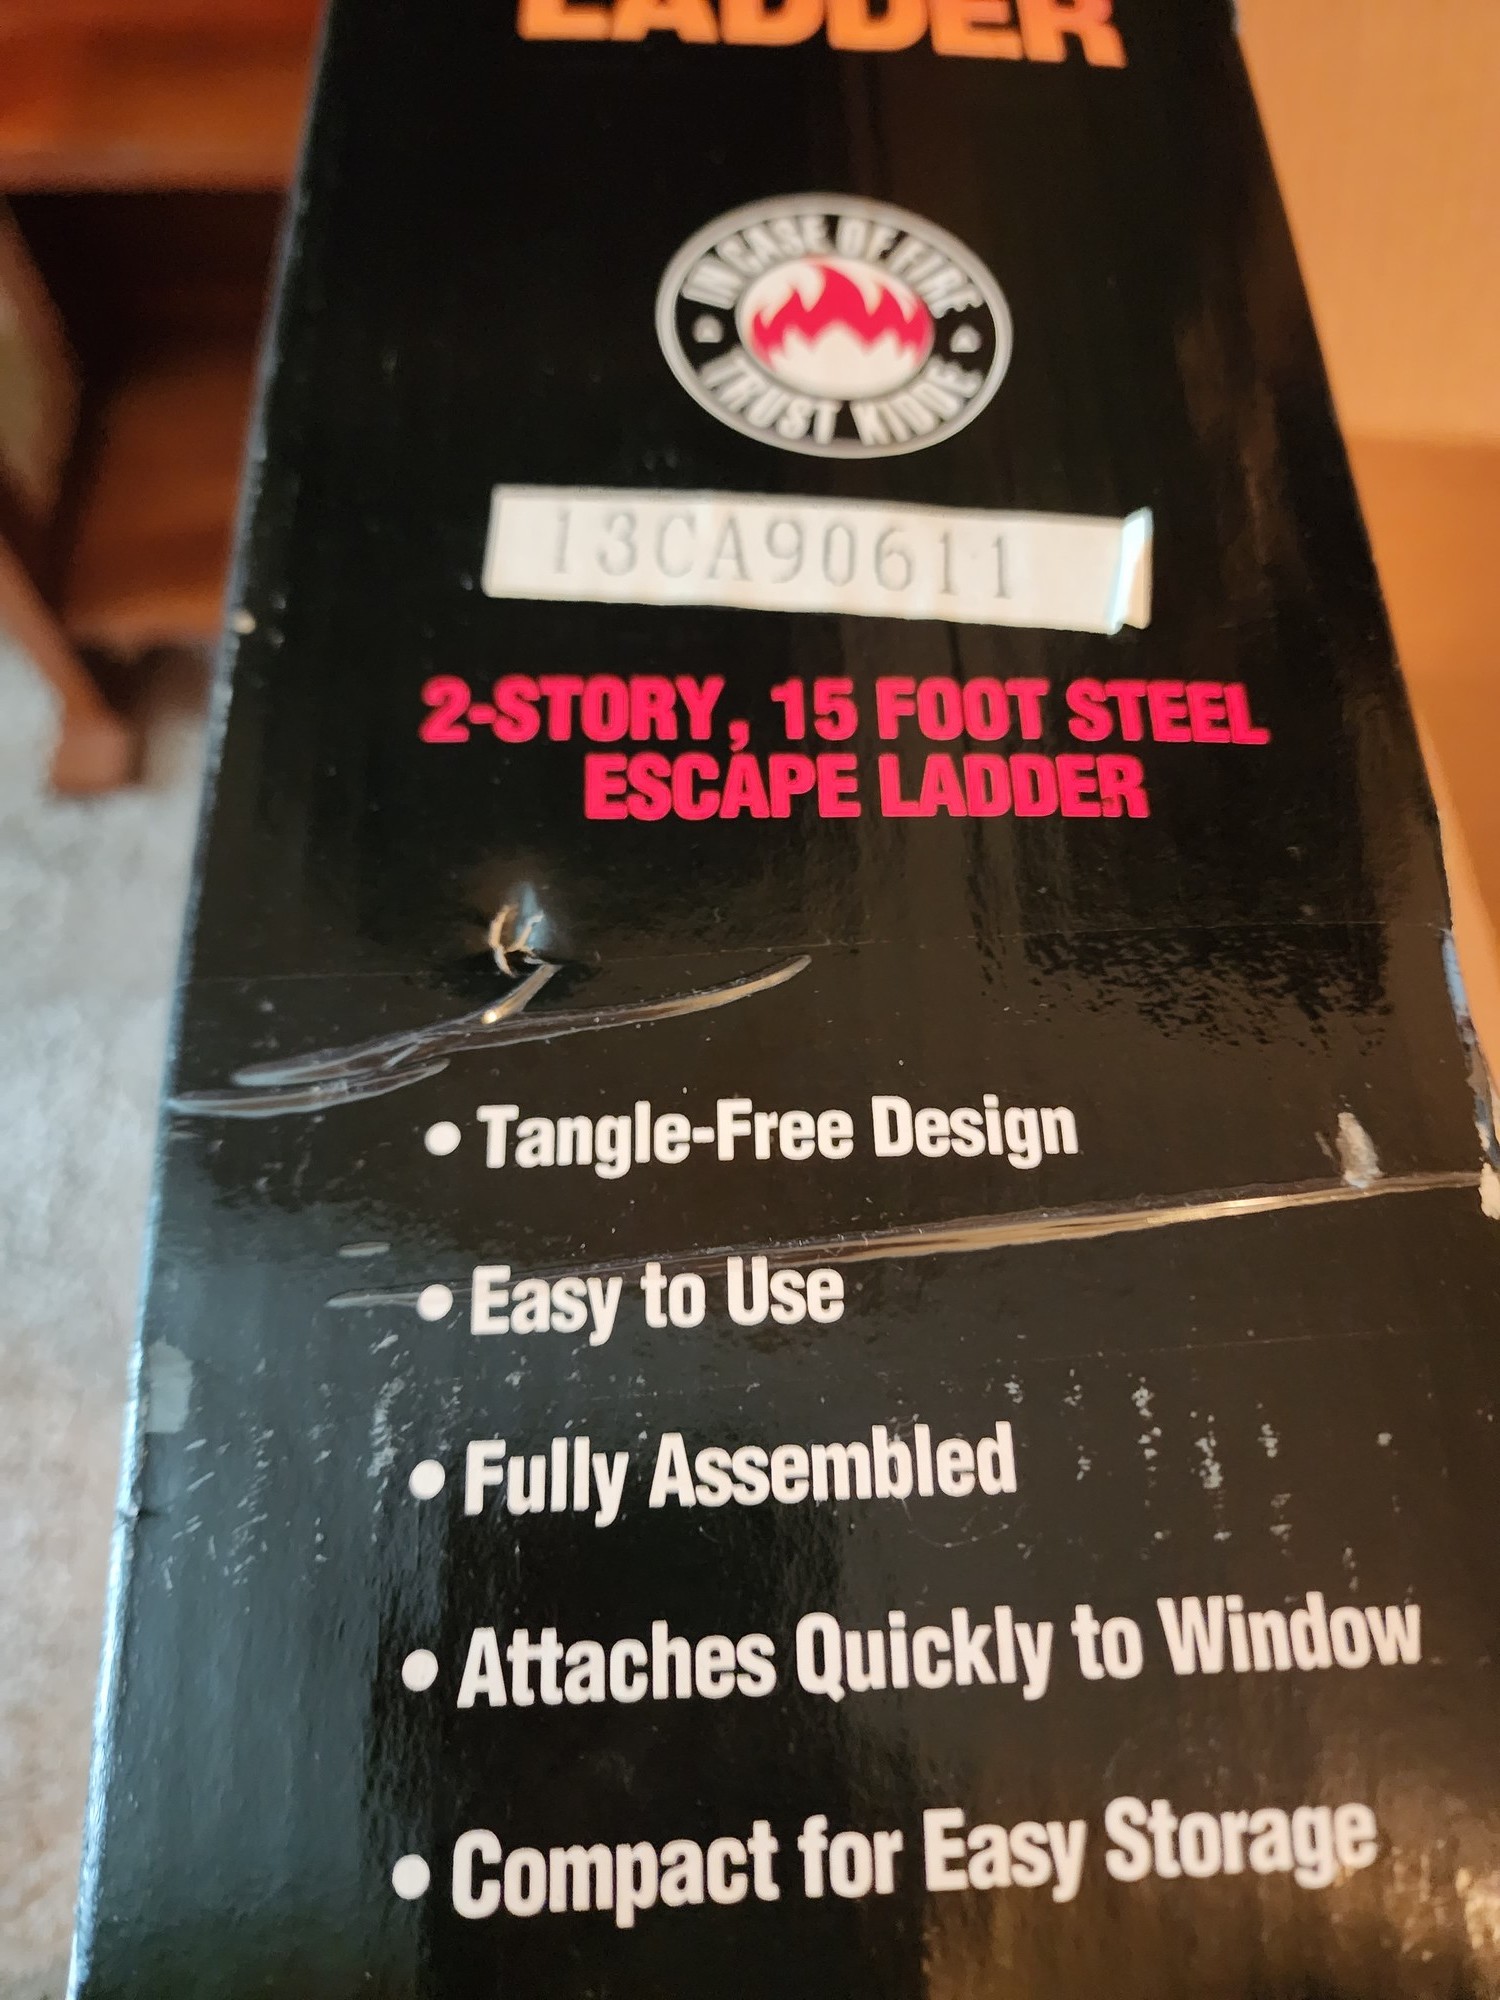 LADDER
IN CASE OF FIRE
TRUST KIDDE
13CA90611
2-STORY, 15 FOOT STEEL
ESCAPE LADDER
• Tangle-Free Design
• Easy to Use
• Fully Assembled
• Attaches Quickly to Window
• Compact for Easy Storage